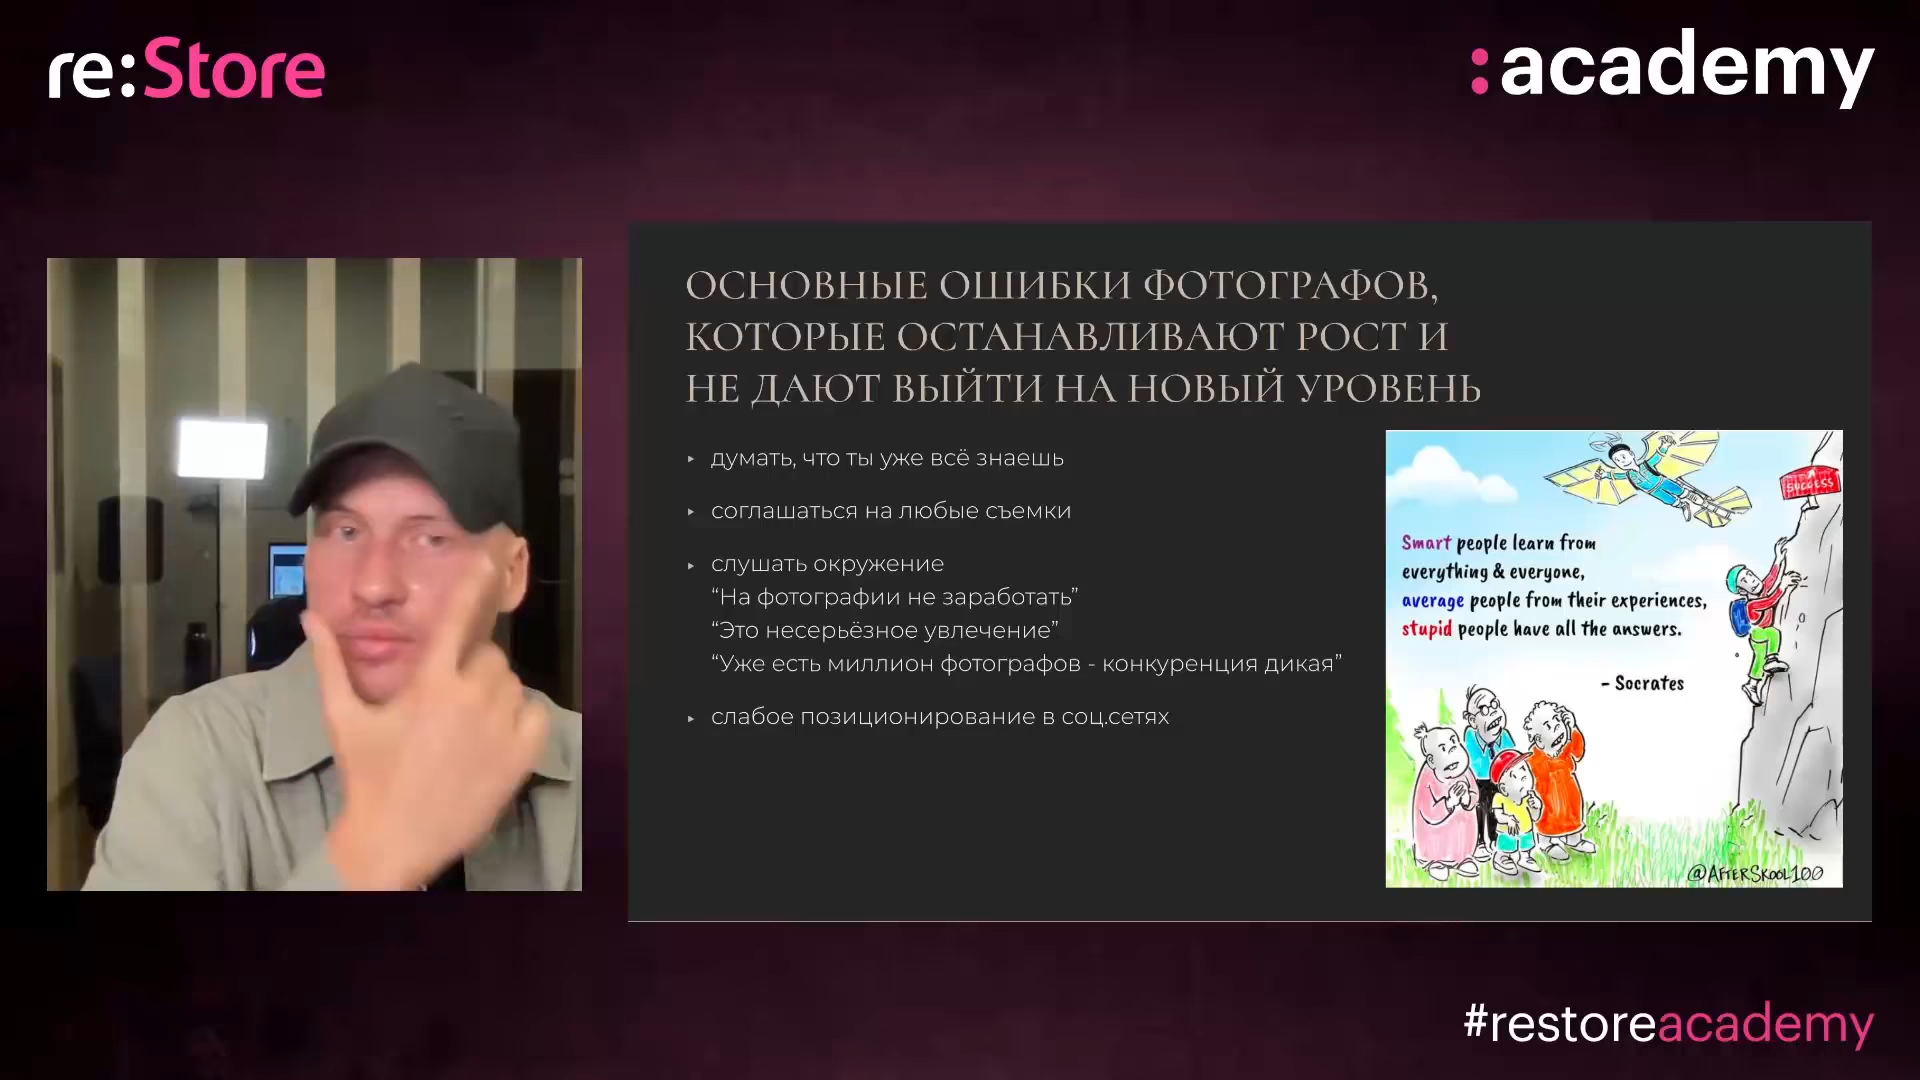 re:Store
:academy
ОСНОВНЫЕ ОШИБКИ ФОТОГРАФОВ,
КОТОРЫЕ ОСТАНАВЛИВАЮТ РОСТ И
НЕ ДАЮТ ВЫЙТИ НА НОВЫЙ УРОВЕНЬ
▸ думать, что ты уже всё знаешь
▸ соглашаться на любые съемки
▸ слушать окружение
“На фотографии не заработать”
“Это несерьёзное увлечение”
“Уже есть миллион фотографов - конкуренция дикая”
▸ слабое позиционирование в соц.сетях
SUCCESS
Smart people learn from
everything & everyone,
average people from their experiences,
stupid people have all the answers.
- Socrates
@AFTERSKOOL100
#restoreacademy